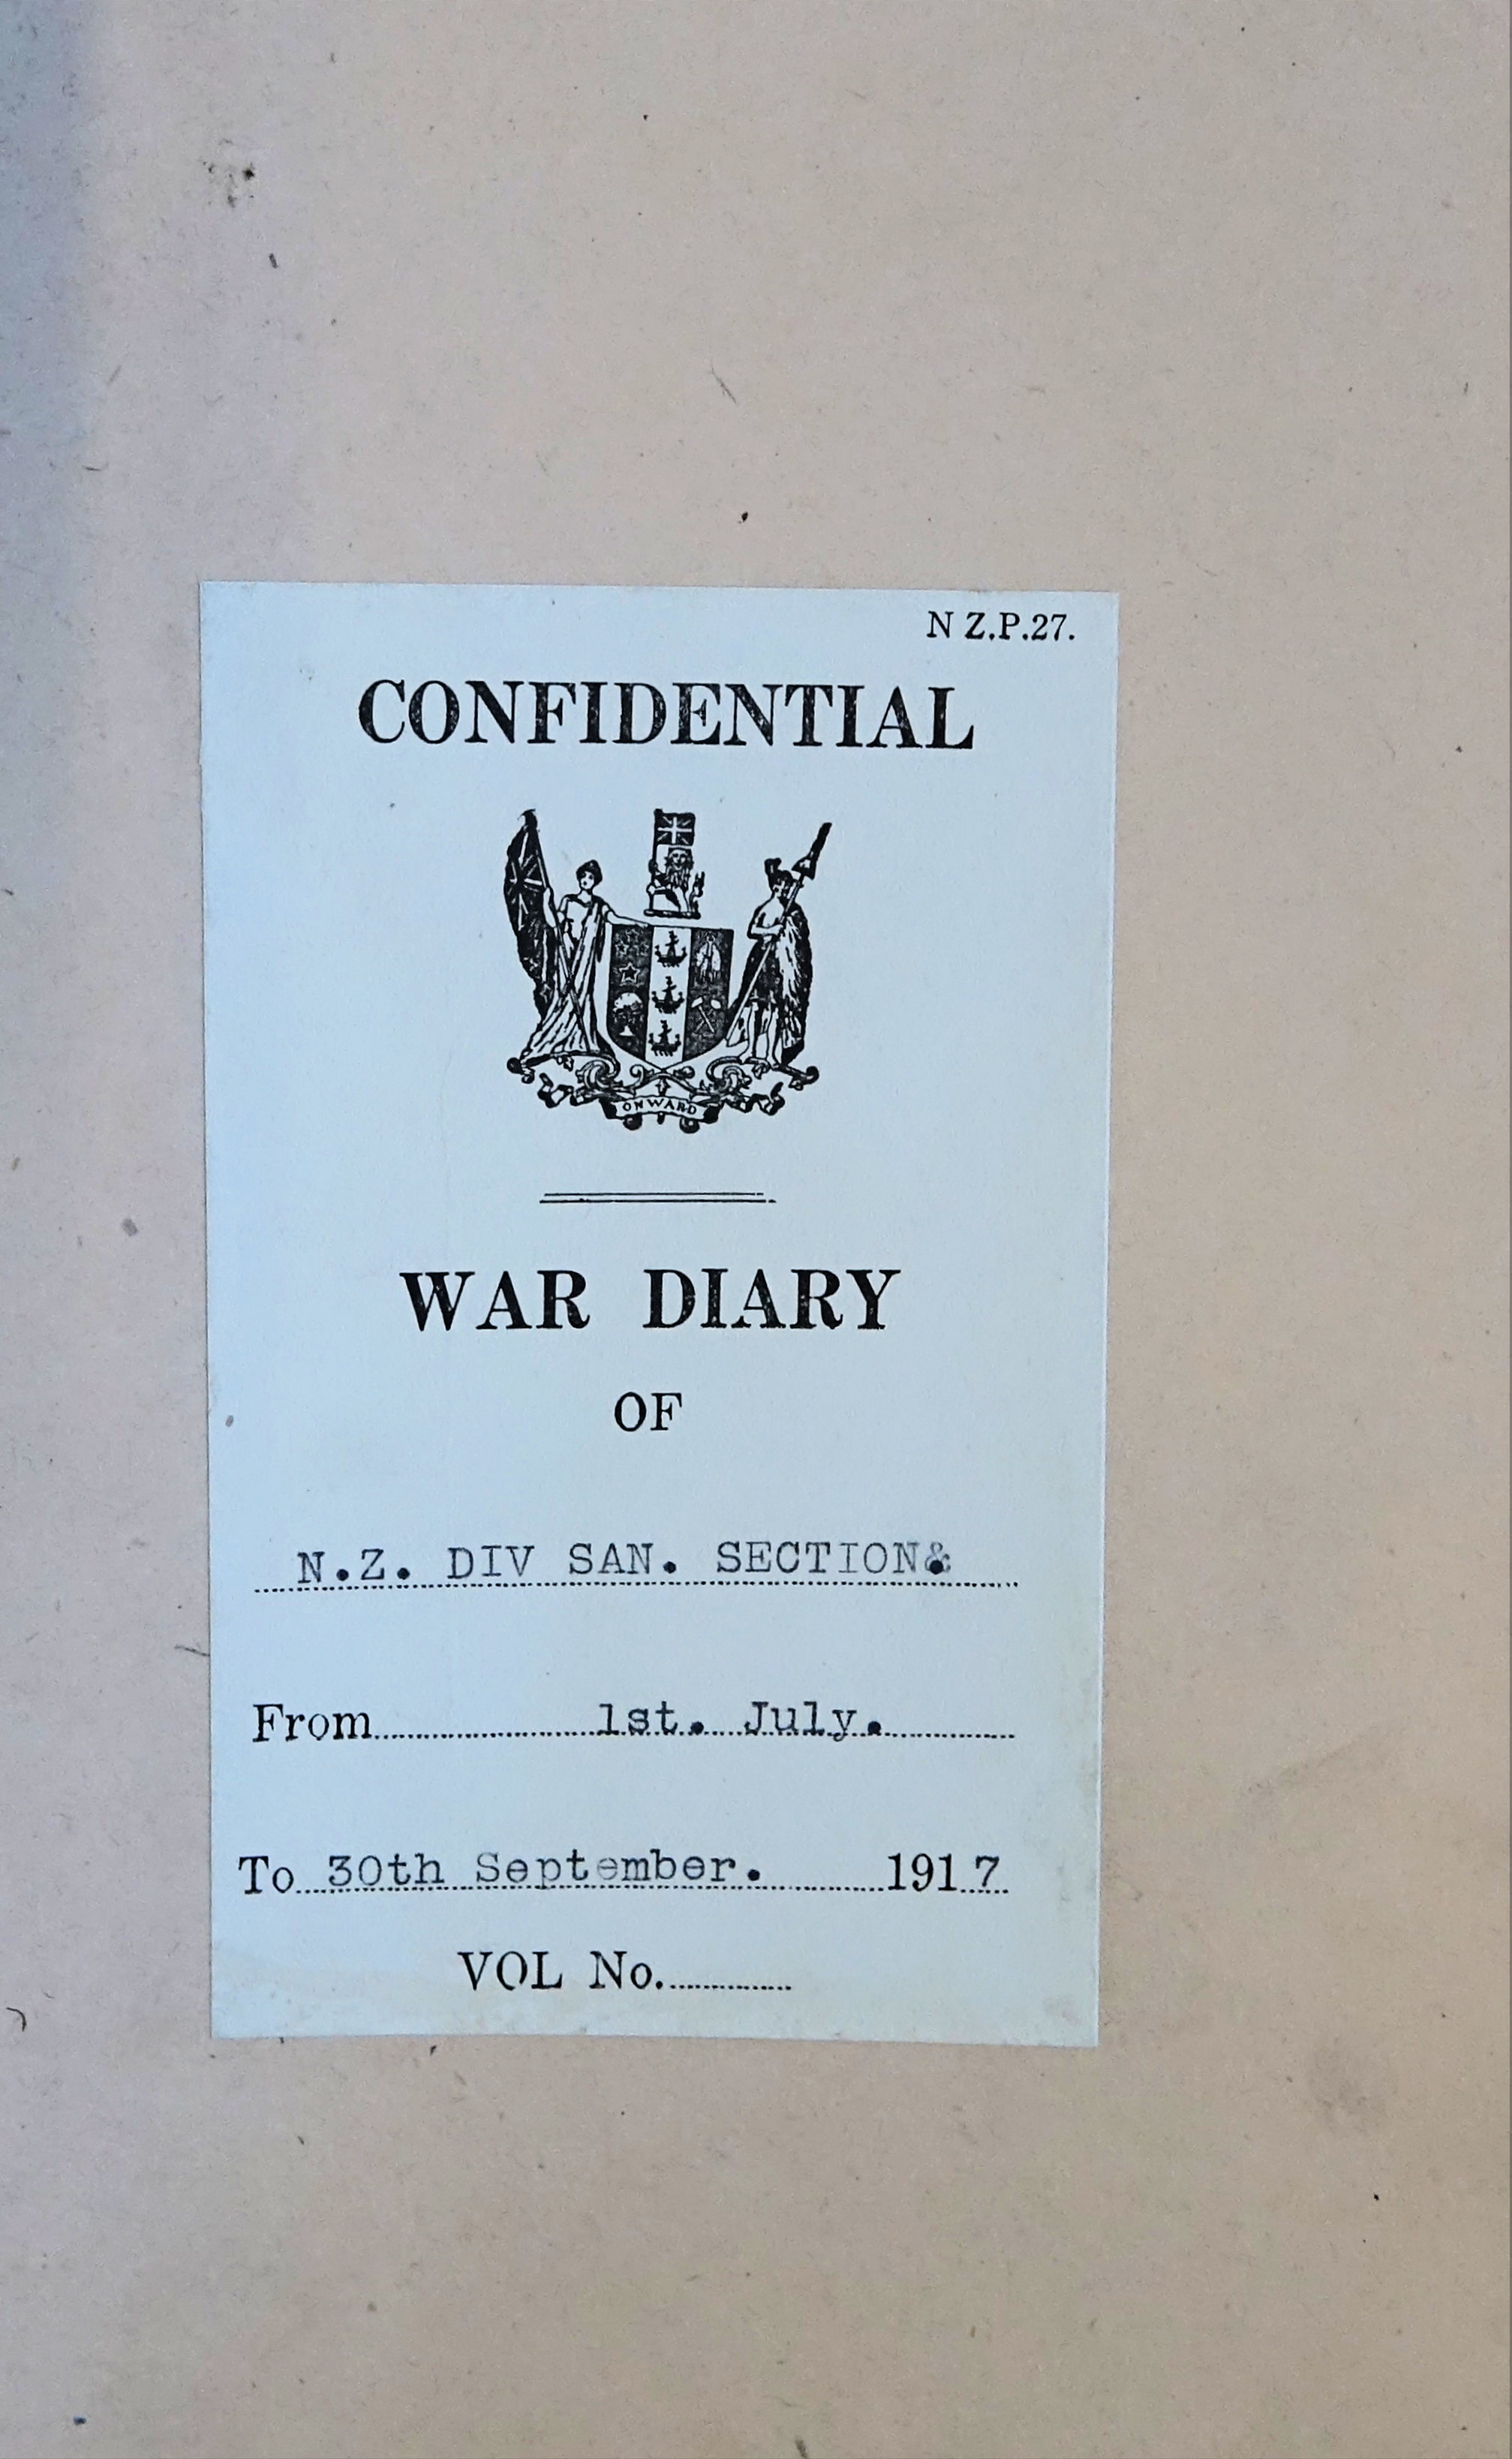 N Z.P.27.
CONFIDENTIAL
ONWARD
WAR DIARY
OF
N.Z. DIV SAN. SECTION.
From 1st. July.
To 30th September. 1917
VOL No.